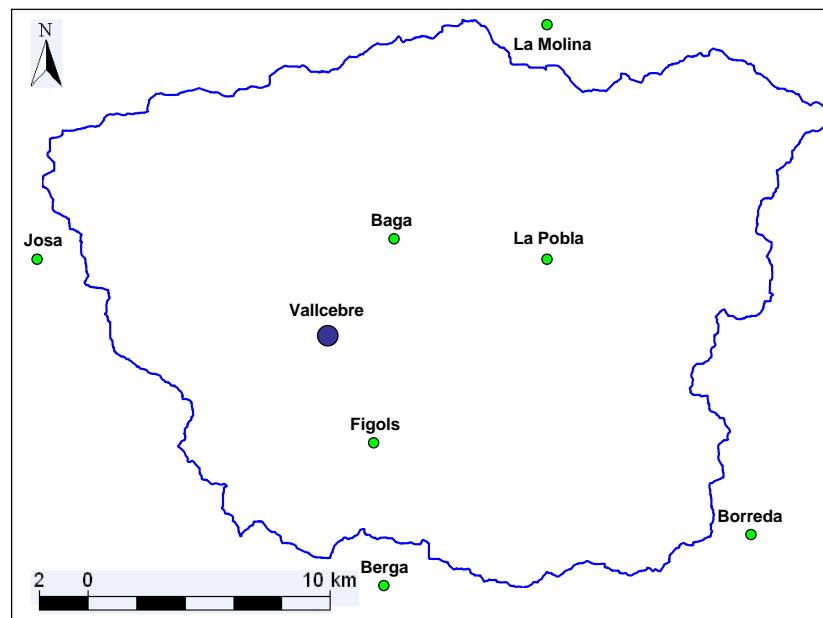 N
La Molina
Baga
La Pobla
Josa
Vallcebre
Figols
Borreda
Berga
2 0 10 km